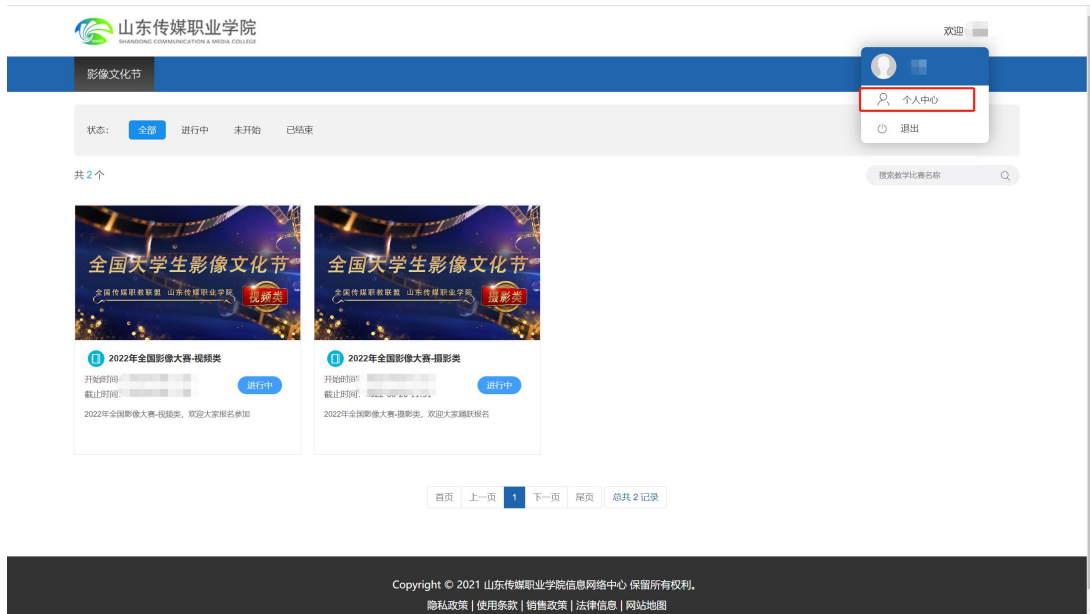 山东传媒职业学院
SHANDONG COMMUNICATION & MEDIA COLLEGE
欢迎
影像文化节
个人中心
退出
状态: 全部 进行中 未开始 已结束
共 2 个
搜索教学比赛名称
全国大学生影像文化节
全国传媒职教联盟 山东传媒职业学院
视频类
2022年全国影像大赛-视频类
开始时间:
截止时间:
进行中
2022年全国影像大赛-视频类，欢迎大家报名参加
全国大学生影像文化节
全国传媒职教联盟 山东传媒职业学院
摄影类
2022年全国影像大赛-摄影类
开始时间:
截止时间:
进行中
2022年全国影像大赛-摄影类，欢迎大家踊跃报名
首页 上一页 1 下一页 尾页 总共 2 记录
Copyright © 2021 山东传媒职业学院信息网络中心 保留所有权利。
隐私政策 | 使用条款 | 销售政策 | 法律信息 | 网站地图